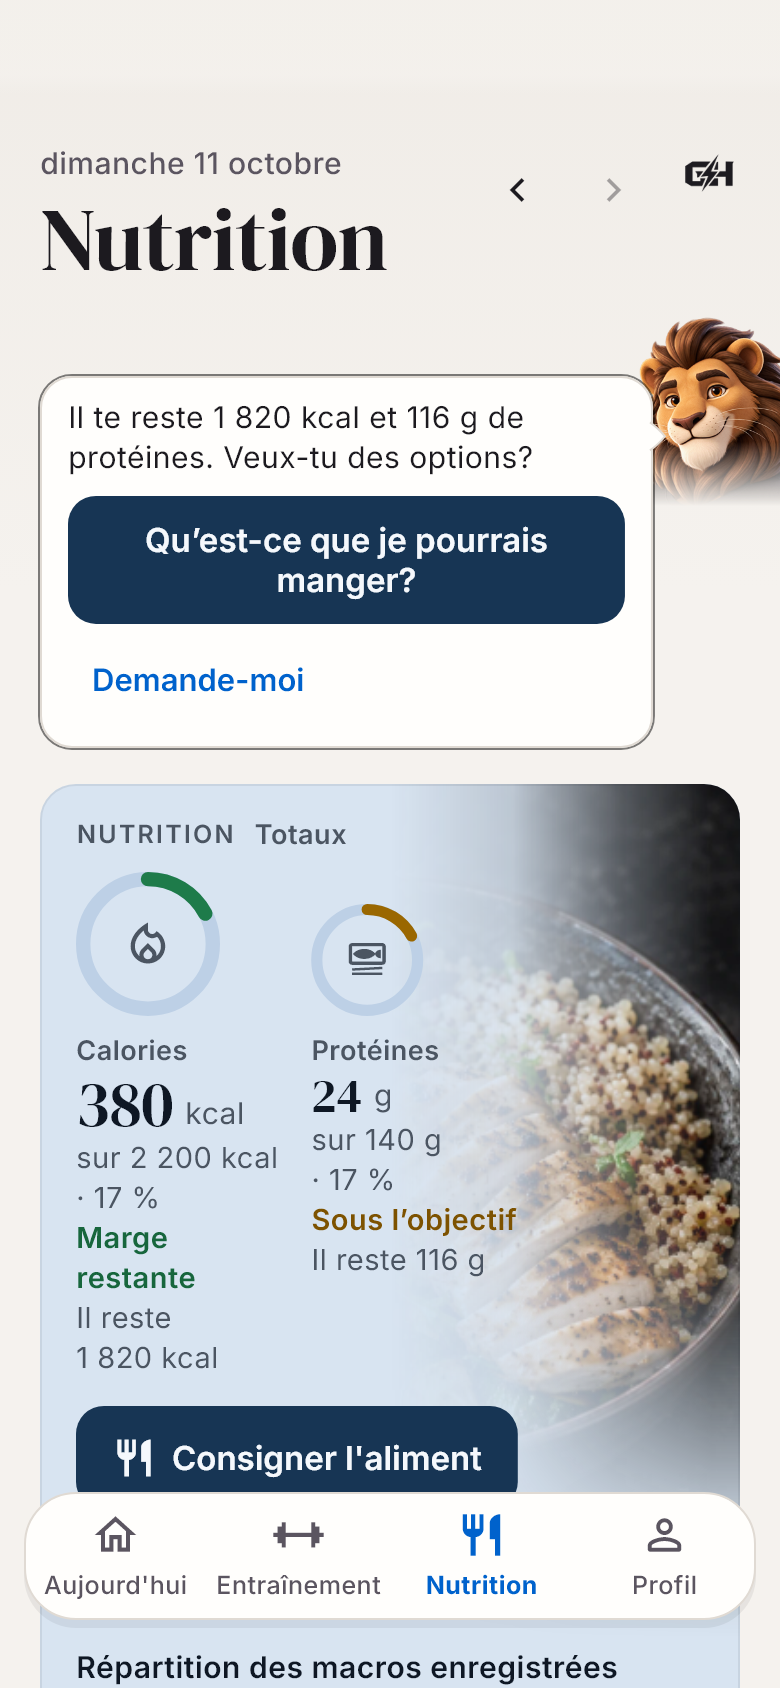 dimanche 11 octobre
Nutrition
GH
Il te reste 1 820 kcal et 116 g de
protéines. Veux-tu des options?
Qu’est-ce que je pourrais
manger?
Demande-moi
NUTRITION Totaux
Calories
380 kcal
sur 2 200 kcal
· 17 %
Marge
restante
Il reste
1 820 kcal
Protéines
24 g
sur 140 g
· 17 %
Sous l’objectif
Il reste 116 g
Consigner l'aliment
Aujourd'hui Entraînement Nutrition Profil
Répartition des macros enregistrées